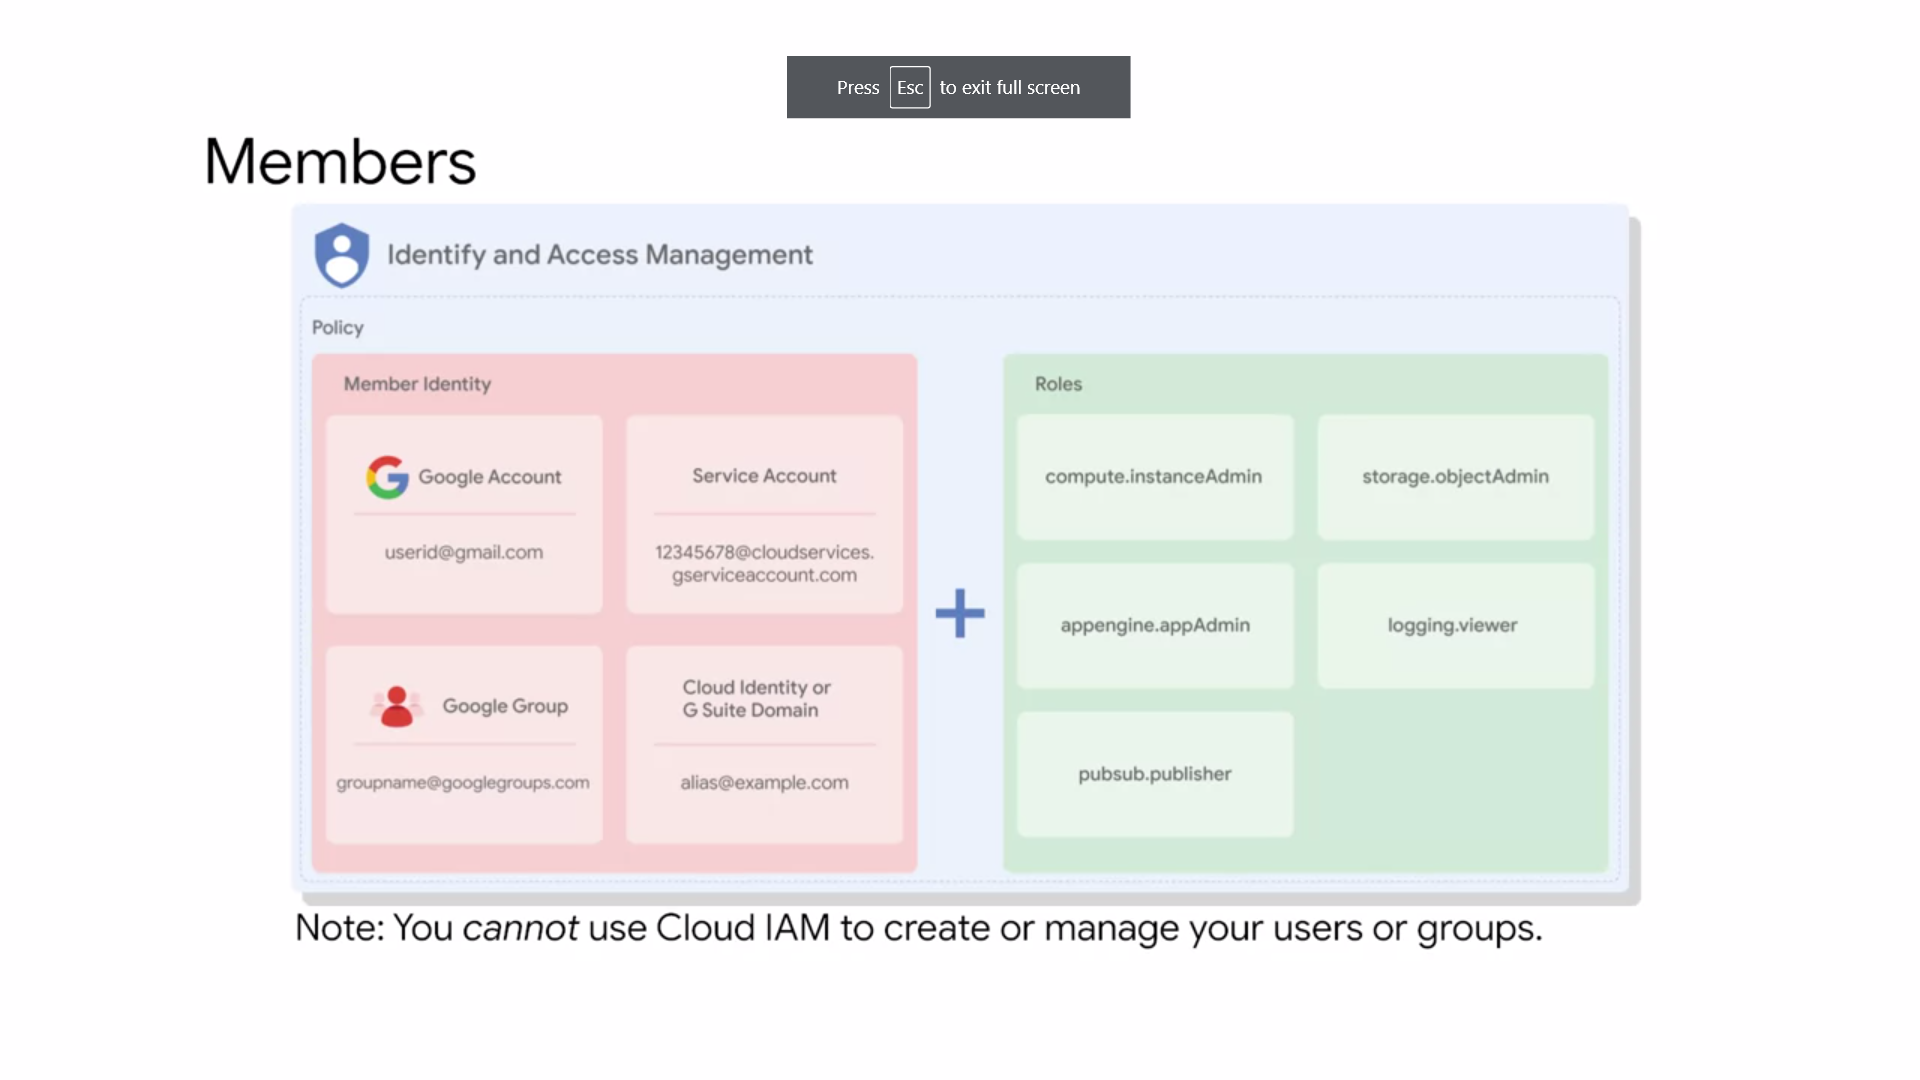 Press Esc to exit full screen
Members
Identify and Access Management
Policy
Member Identity
Google Account
userid@gmail.com
Service Account
12345678@cloudservices.
gserviceaccount.com
Google Group
groupname@googlegroups.com
Cloud Identity or
G Suite Domain
alias@example.com
Roles
compute.instanceAdmin
storage.objectAdmin
appengine.appAdmin
logging.viewer
pubsub.publisher
Note: You cannot use Cloud IAM to create or manage your users or groups.